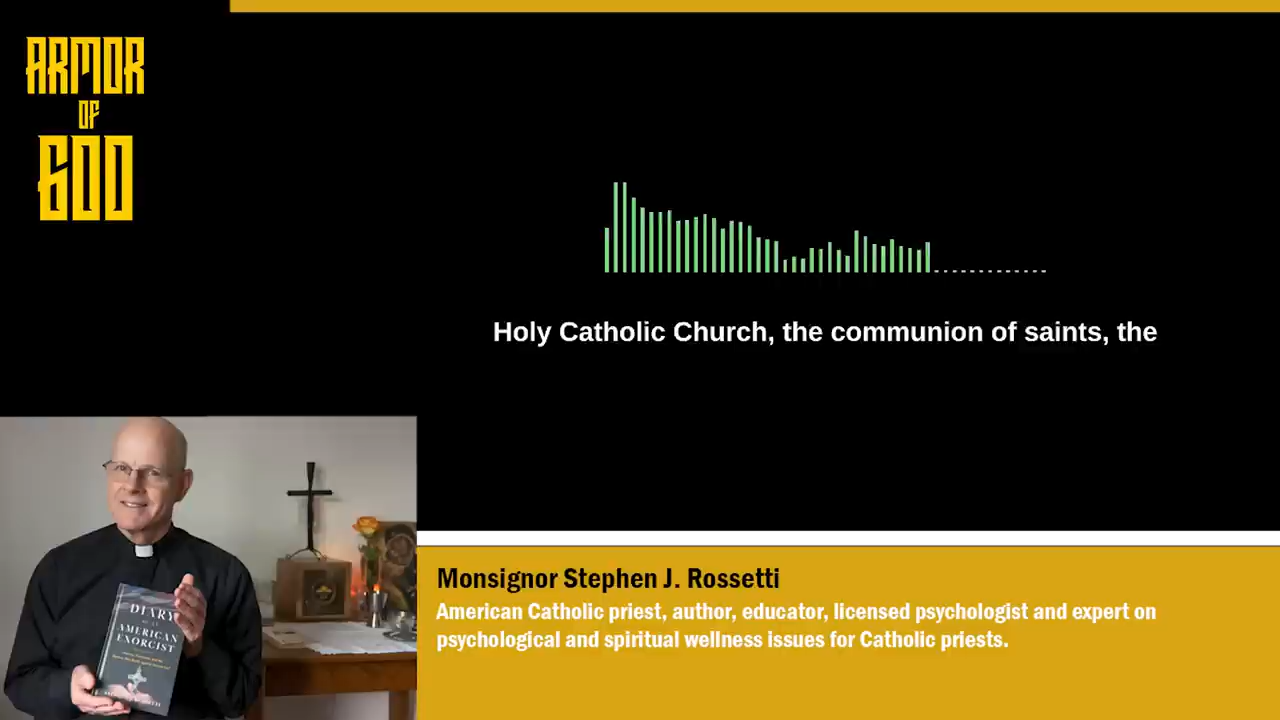 ARMOR
OF
GOD
Holy Catholic Church, the communion of saints, the
DIARY
AMERICAN
EXORCIST
Monsignor Stephen J. Rossetti
American Catholic priest, author, educator, licensed psychologist and expert on
psychological and spiritual wellness issues for Catholic priests.